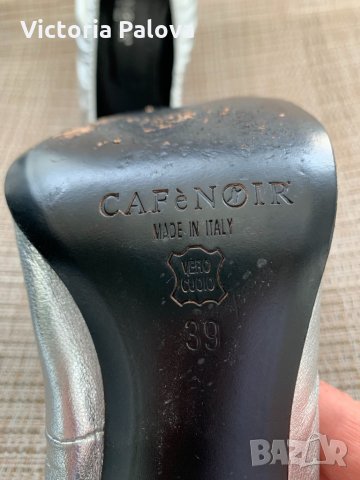 Victoria Palova
CAFèNOIR
MADE IN ITALY
VERO
CUOIO
39
BAZAR